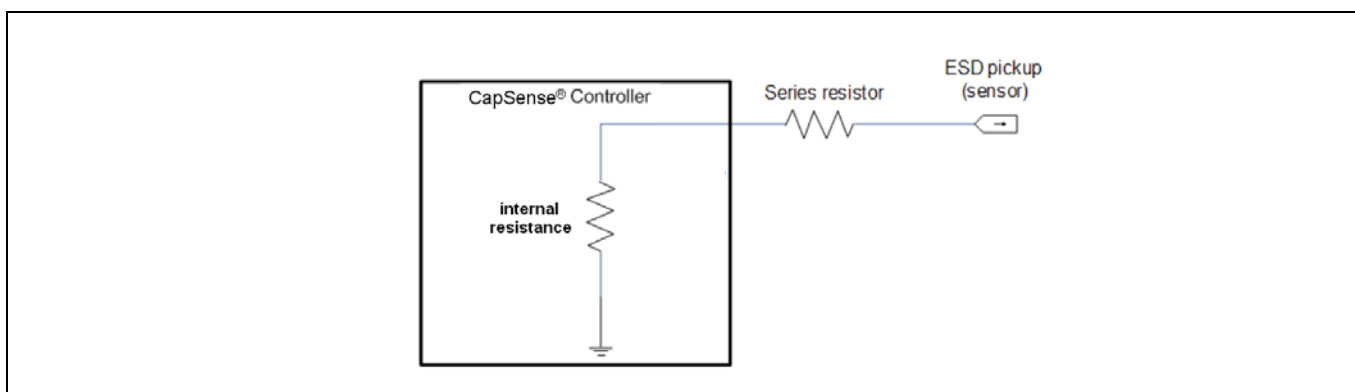 ESD pickup
(sensor)
CapSense® Controller
Series resistor
internal
resistance